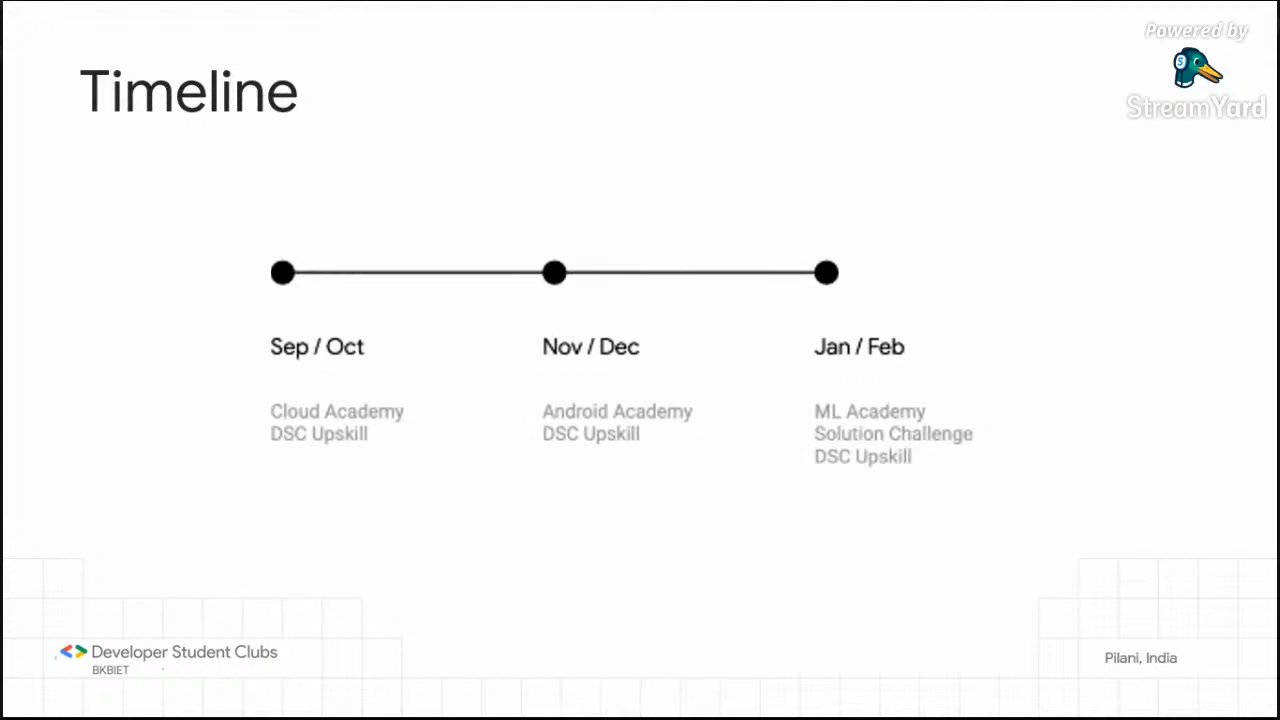 Powered by
StreamYard
Timeline
Sep / Oct
Cloud Academy
DSC Upskill
Nov / Dec
Android Academy
DSC Upskill
Jan / Feb
ML Academy
Solution Challenge
DSC Upskill
Developer Student Clubs
BKBIET
Pilani, India